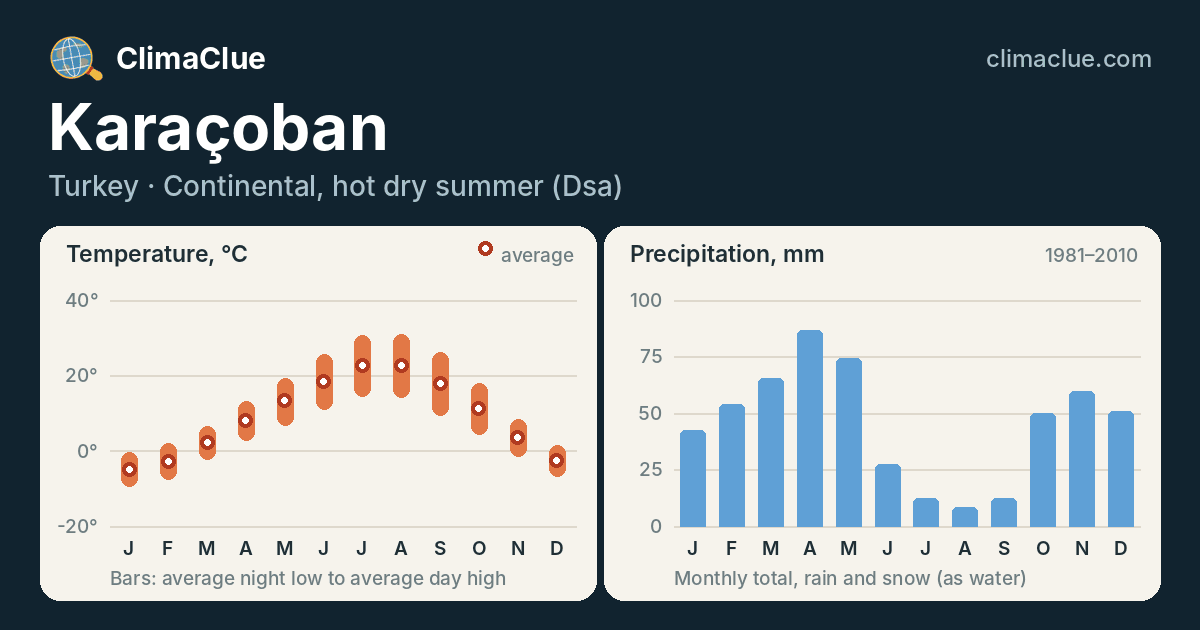 ClimaClue
climaclue.com
Karaçoban
Turkey · Continental, hot dry summer (Dsa)
Temperature, °C
average
40°
20°
0°
-20°
J F M A M J J A S O N D
Bars: average night low to average day high
Precipitation, mm
1981–2010
100
75
50
25
0
J F M A M J J A S O N D
Monthly total, rain and snow (as water)